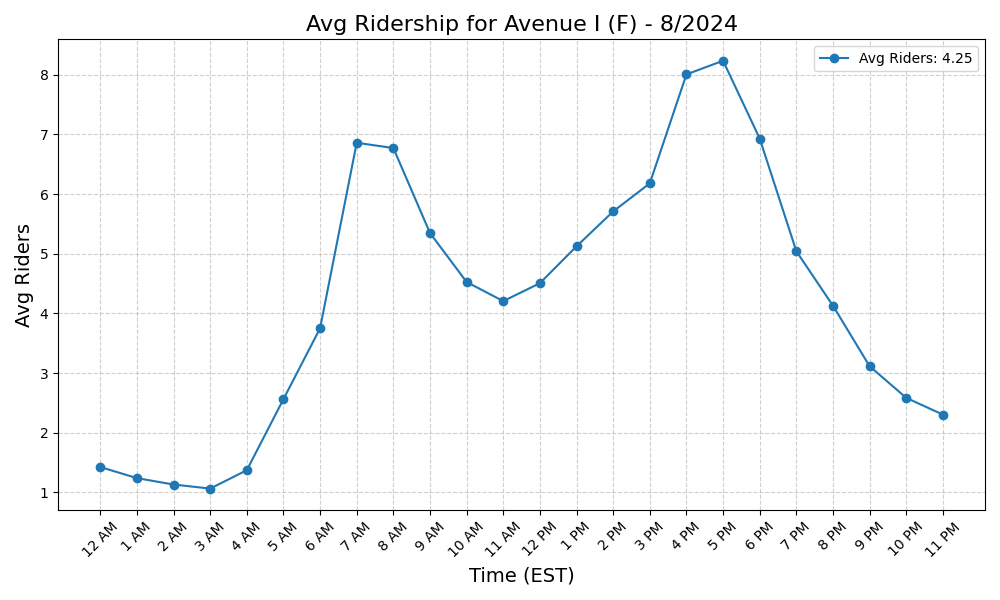 Avg Ridership for Avenue I (F) - 8/2024
Avg Riders: 4.25
Avg Riders
8
7
6
5
4
3
2
1
12 AM
1 AM
2 AM
3 AM
4 AM
5 AM
6 AM
7 AM
8 AM
9 AM
10 AM
11 AM
12 PM
1 PM
2 PM
3 PM
4 PM
5 PM
6 PM
7 PM
8 PM
9 PM
10 PM
11 PM
Time (EST)